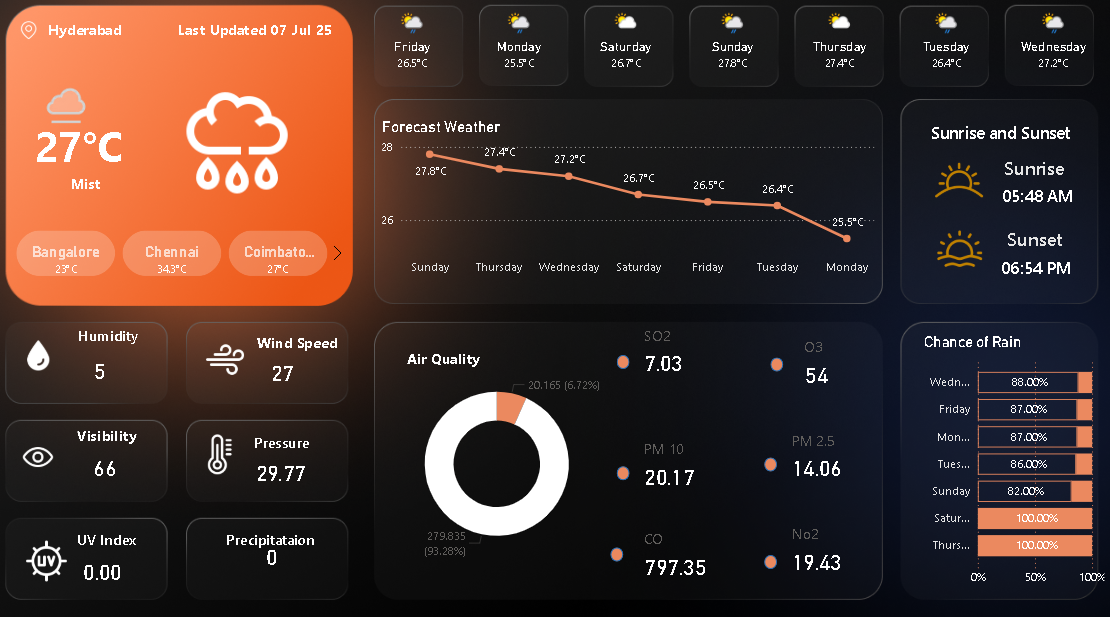 Hyderabad
Last Updated 07 Jul 25
27°C
Mist
Bangalore
23°C
Chennai
34.3°C
Coimbato...
27°C
Friday
26.5°C
Monday
25.5°C
Saturday
26.7°C
Sunday
27.8°C
Thursday
27.4°C
Tuesday
26.4°C
Wednesday
27.2°C
Forecast Weather
28
26
27.8°C
27.4°C
27.2°C
26.7°C
26.5°C
26.4°C
25.5°C
Sunday
Thursday
Wednesday
Saturday
Friday
Tuesday
Monday
Sunrise and Sunset
Sunrise
05:48 AM
Sunset
06:54 PM
Humidity
5
Wind Speed
27
Visibility
66
Pressure
29.77
UV Index
0.00
UV
Precipitataion
0
Air Quality
20.165 (6.72%)
279.835
(93.28%)
SO2
7.03
O3
54
PM 10
20.17
PM 2.5
14.06
CO
797.35
No2
19.43
Chance of Rain
Wedn... 88.00%
Friday 87.00%
Mon... 87.00%
Tues... 86.00%
Sunday 82.00%
Satur... 100.00%
Thurs... 100.00%
0% 50% 100%